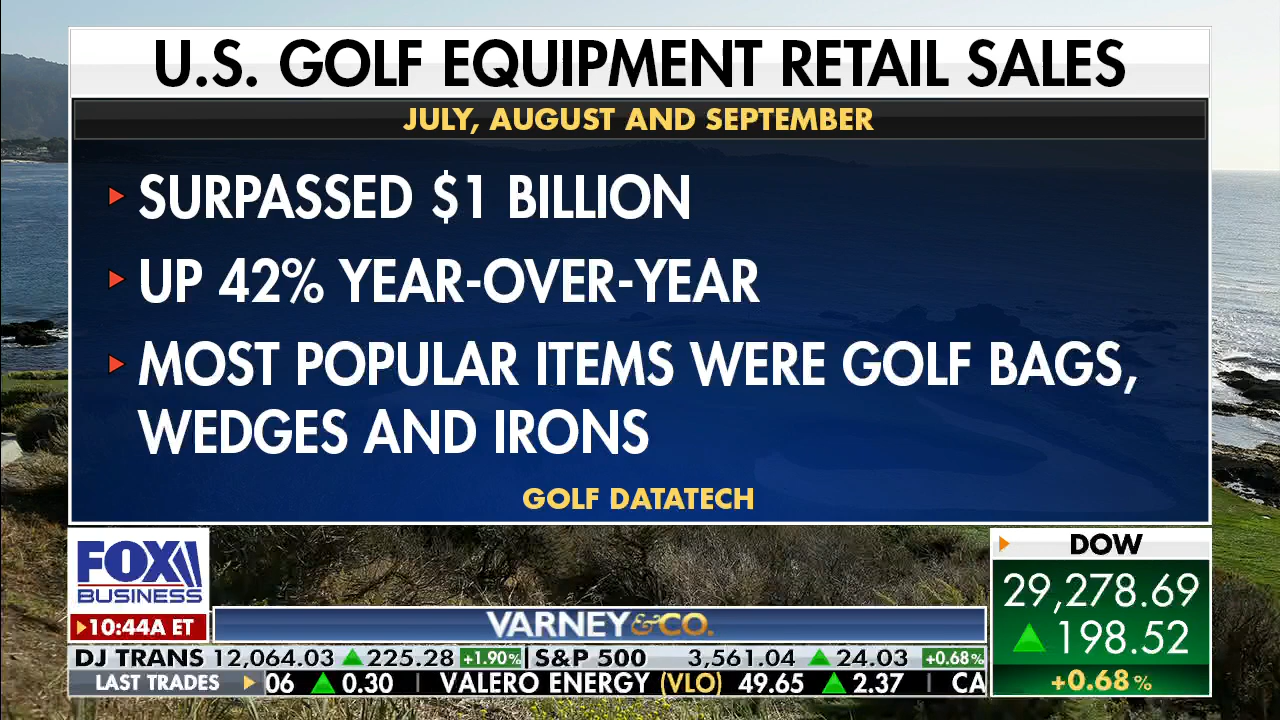 U.S. GOLF EQUIPMENT RETAIL SALES
JULY, AUGUST AND SEPTEMBER
SURPASSED $1 BILLION
UP 42% YEAR-OVER-YEAR
MOST POPULAR ITEMS WERE GOLF BAGS,
WEDGES AND IRONS
GOLF DATATECH
FOX
BUSINESS
10:44A ET
VARNEY & CO.
DOW
29,278.69
198.52
+0.68%
DJ TRANS 12,064.03 225.28 +1.90% S&P 500 3,561.04 24.03 +0.68%
LAST TRADES 06 0.30 VALERO ENERGY (VLO) 49.65 2.37 CA